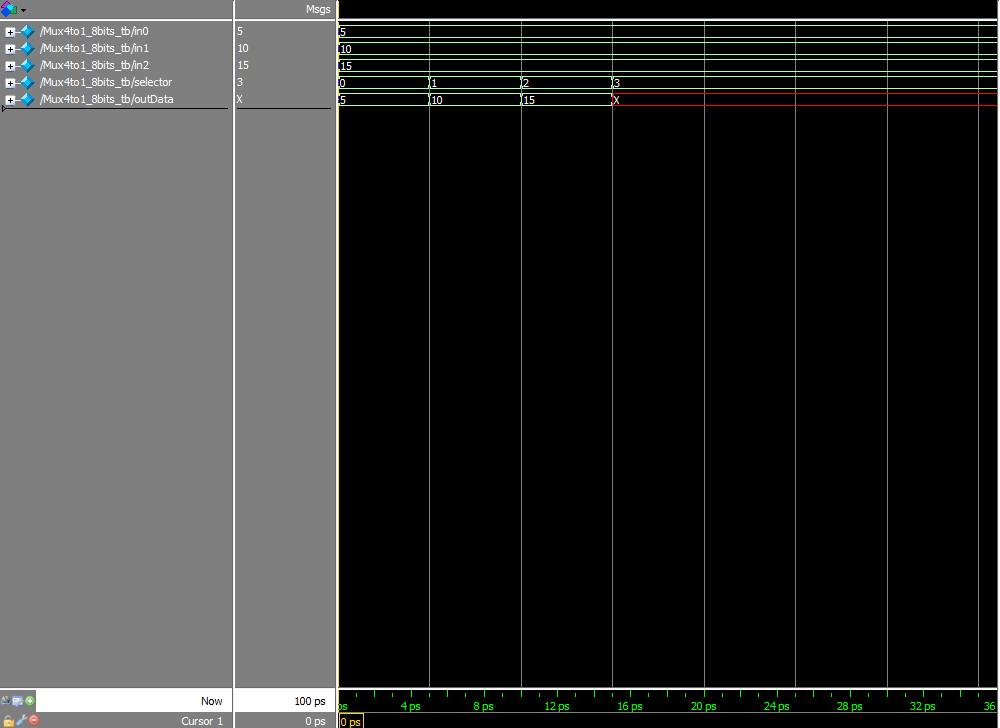 Msgs
/Mux4to1_8bits_tb/in0 5 5
/Mux4to1_8bits_tb/in1 10 10
/Mux4to1_8bits_tb/in2 15 15
/Mux4to1_8bits_tb/selector 3 0 1 2 3
/Mux4to1_8bits_tb/outData X 5 10 15 X
Now 100 ps ps 4 ps 8 ps 12 ps 16 ps 20 ps 24 ps 28 ps 32 ps 36
Cursor 1 0 ps 0 ps